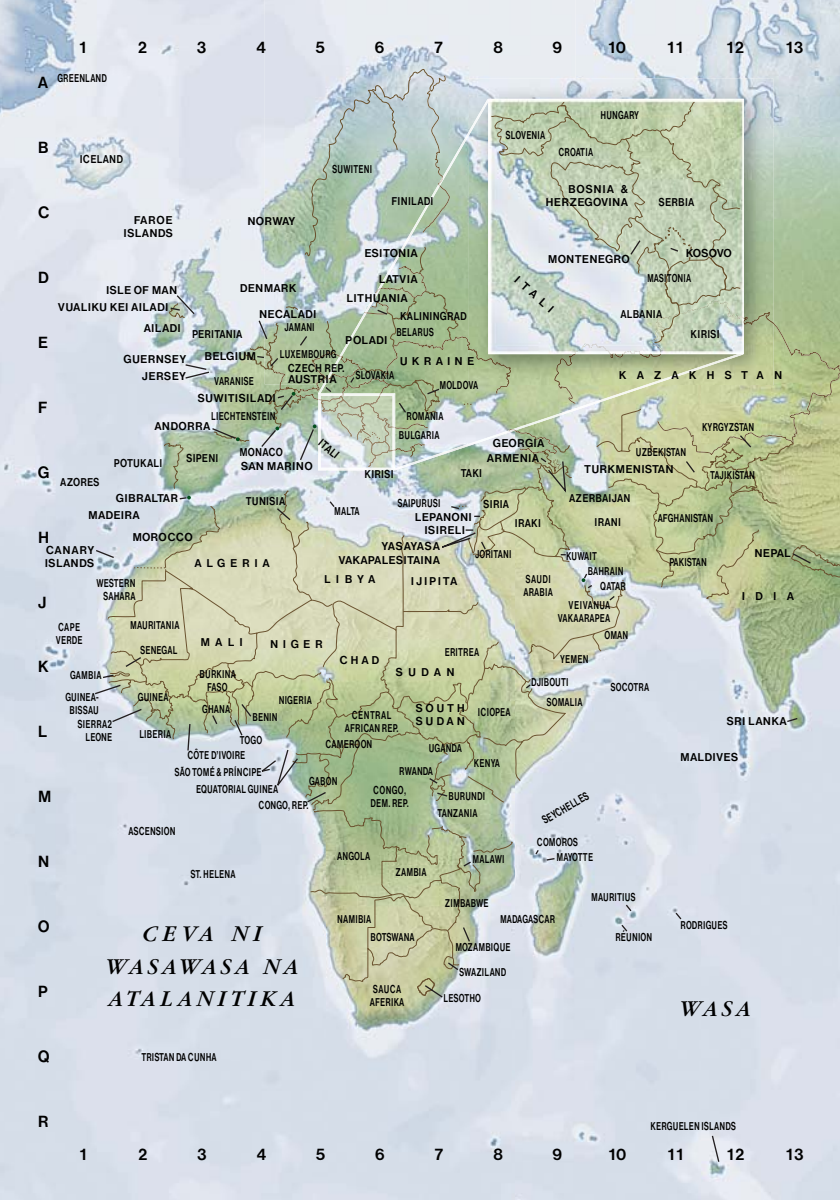 1 2 3 4 5 6 7 8 9 10 11 12 13
A
GREENLAND
B
ICELAND
C
FAROE
ISLANDS
NORWAY
SUWITENI
FINILADI
ESITONIA
D
LATVIA
LITHUANIA
DENMARK
ISLE OF MAN
VUALIKU KEI AILADI
AILADI
PERITANIA
NECALADI
JAMANI
KALININGRAD
BELARUS
E
POLADI
UKRAINE
GUERNSEY
JERSEY
BELGIUM
LUXEMBOURG
CZECH REP.
AUSTRIA
SLOVAKIA
VARANISE
MOLDOVA
SUWITISILADI
LIECHTENSTEIN
F
ANDORRA
ROMANIA
BULGARIA
ITALI
MONACO
SAN MARINO
KIRISI
HUNGARY
SLOVENIA
CROATIA
BOSNIA &
HERZEGOVINA
SERBIA
MONTENEGRO
KOSOVO
MASITONIA
ITALI
ALBANIA
KIRISI
KAZAKHSTAN
KYRGYZSTAN
UZBEKISTAN
GEORGIA
ARMENIA
TURKMENISTAN
TAJIKISTAN
G
AZORES
POTUKALI
SIPENI
TAKI
AZERBAIJAN
GIBRALTAR
MADEIRA
TUNISIA
MALTA
SAIPURUSI
SIRIA
LEPANONI
ISIRELI
IRAKI
IRANI
AFGHANISTAN
H
MOROCCO
CANARY
ISLANDS
YASAYASA
VAKAPALESITAINA
JORITANI
KUWAIT
PAKISTAN
NEPAL
ALGERIA
LIBYA
IJIPITA
BAHRAIN
QATAR
SAUDI
ARABIA
WESTERN
SAHARA
J
VEIVANUA
VAKAARAPEA
INDIA
CAPE
VERDE
MAURITANIA
OMAN
MALI
NIGER
SENEGAL
CHAD
SUDAN
ERITREA
YEMEN
K
GAMBIA
BURKINA
FASO
DJIBOUTI
SOCOTRA
GUINEA-
BISSAU
GUINEA
GHANA
BENIN
NIGERIA
SOMALIA
SOUTH
SUDAN
ICIOPEA
SIERRA2
LEONE
L
LIBERIA
TOGO
CENTRAL
AFRICAN REP.
SRI LANKA
CÔTE D'IVOIRE
CAMEROON
UGANDA
KENYA
MALDIVES
SÃO TOMÉ & PRÍNCIPE
EQUATORIAL GUINEA
GABON
RWANDA
M
CONGO, REP.
CONGO,
DEM. REP.
BURUNDI
TANZANIA
SEYCHELLES
ASCENSION
COMOROS
MAYOTTE
N
ANGOLA
ZAMBIA
MALAWI
ST. HELENA
MAURITIUS
ZIMBABWE
O
NAMIBIA
BOTSWANA
MADAGASCAR
RODRIGUES
RÉUNION
MOZAMBIQUE
CEVA NI
WASAWASA NA
ATALANITIKA
SWAZILAND
P
SAUCA
AFERIKA
LESOTHO
WASA
Q
TRISTAN DA CUNHA
R
KERGUELEN ISLANDS
1 2 3 4 5 6 7 8 9 10 11 12 13